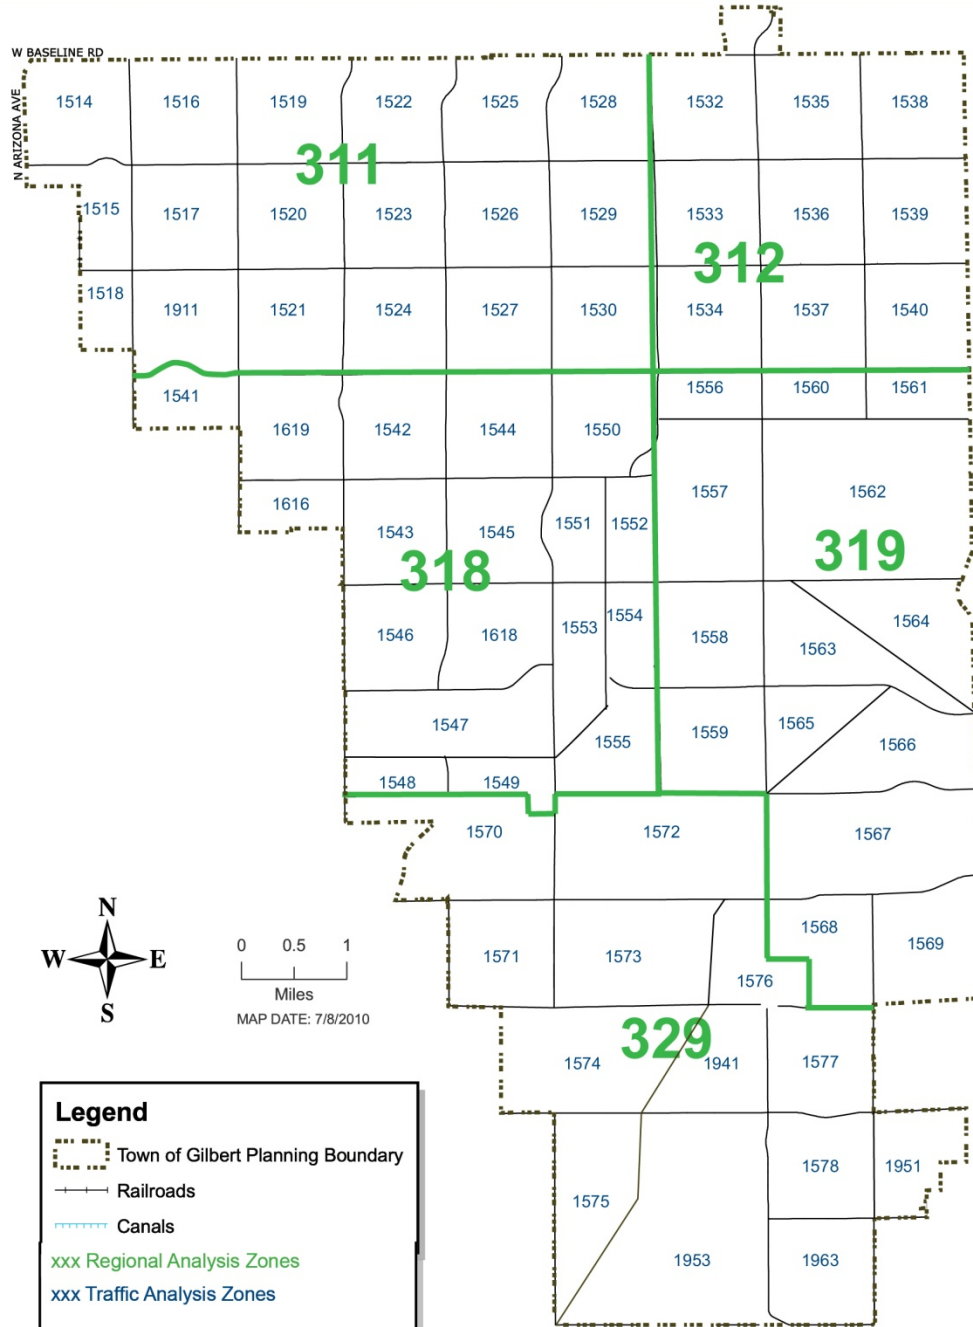 W BASELINE RD
N ARIZONA AVE
1514 1516 1519 1522 1525 1528 1532 1535 1538
311
1515 1517 1520 1523 1526 1529 1533 1536 1539
312
1518 1911 1521 1524 1527 1530 1534 1537 1540
1541 1556 1560 1561
1619 1542 1544 1550
1616 1557 1562
1543 1545 1551 1552
318 319
1546 1618 1553 1554 1558 1563 1564
1547 1555 1559 1565 1566
1548 1549
1570 1572 1567
1571 1573 1576 1568 1569
329
1574 1941 1577
1575 1578 1951
1953 1963
N
W E
S
0 0.5 1
Miles
MAP DATE: 7/8/2010
Legend
Town of Gilbert Planning Boundary
Railroads
Canals
xxx Regional Analysis Zones
xxx Traffic Analysis Zones